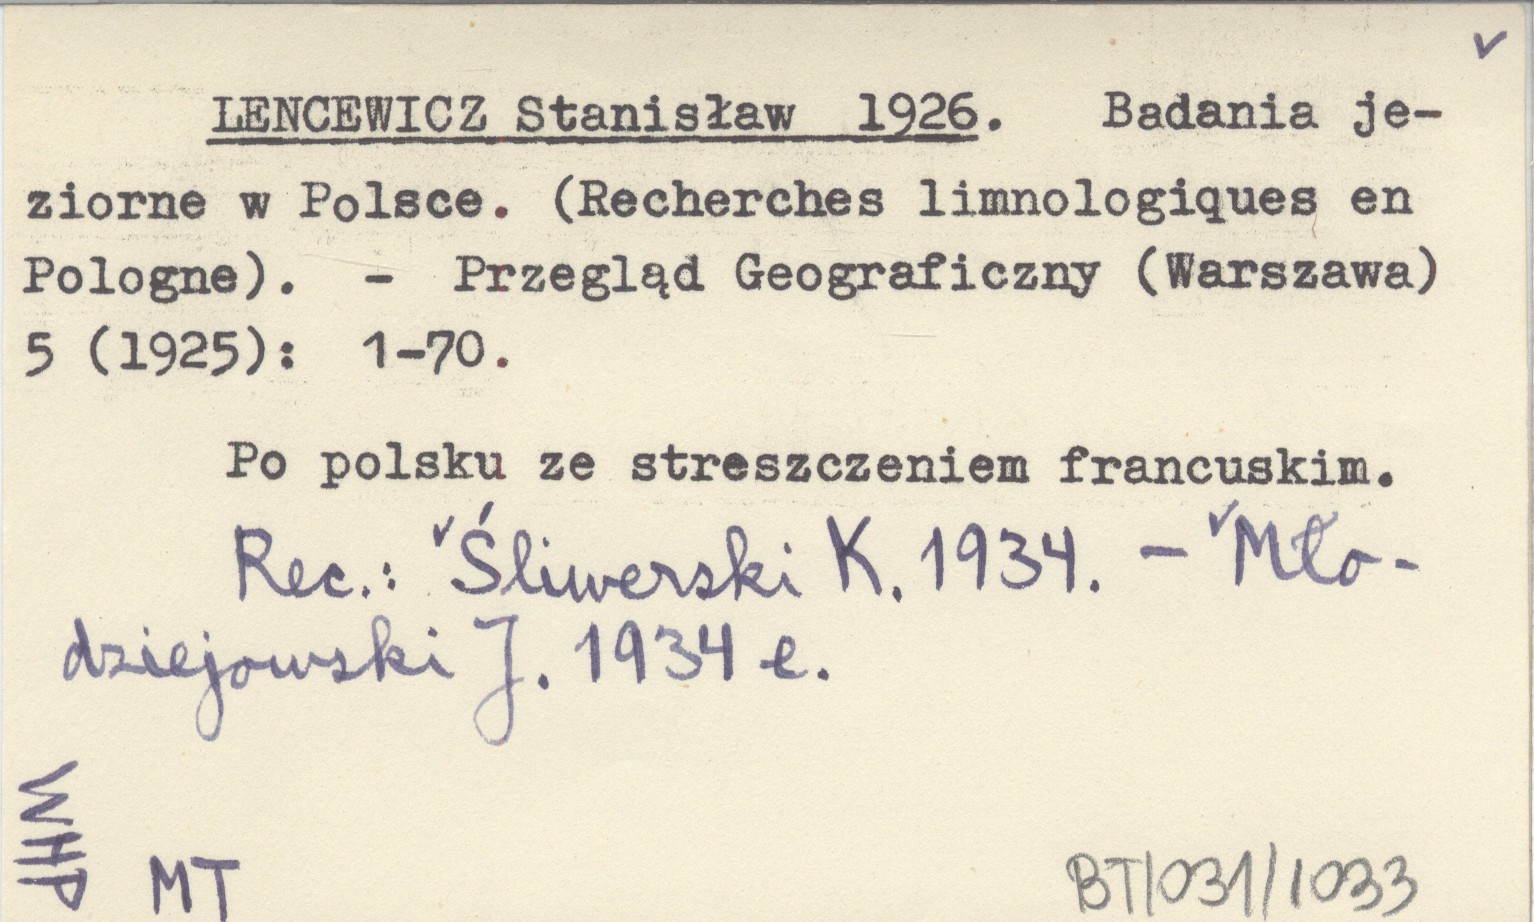 LENCEWICZ Stanisław 1926. Badania je-
ziorne w Polsce. (Recherches limnologiques en
Pologne). - Przegląd Geograficzny (Warszawa)
5 (1925): 1-70.
Po polsku ze streszczeniem francuskim.
Rec.: Śliwerski K. 1934. - Mło-
dziejowski J. 1934 e.
WHP
MT
BT/031/1033